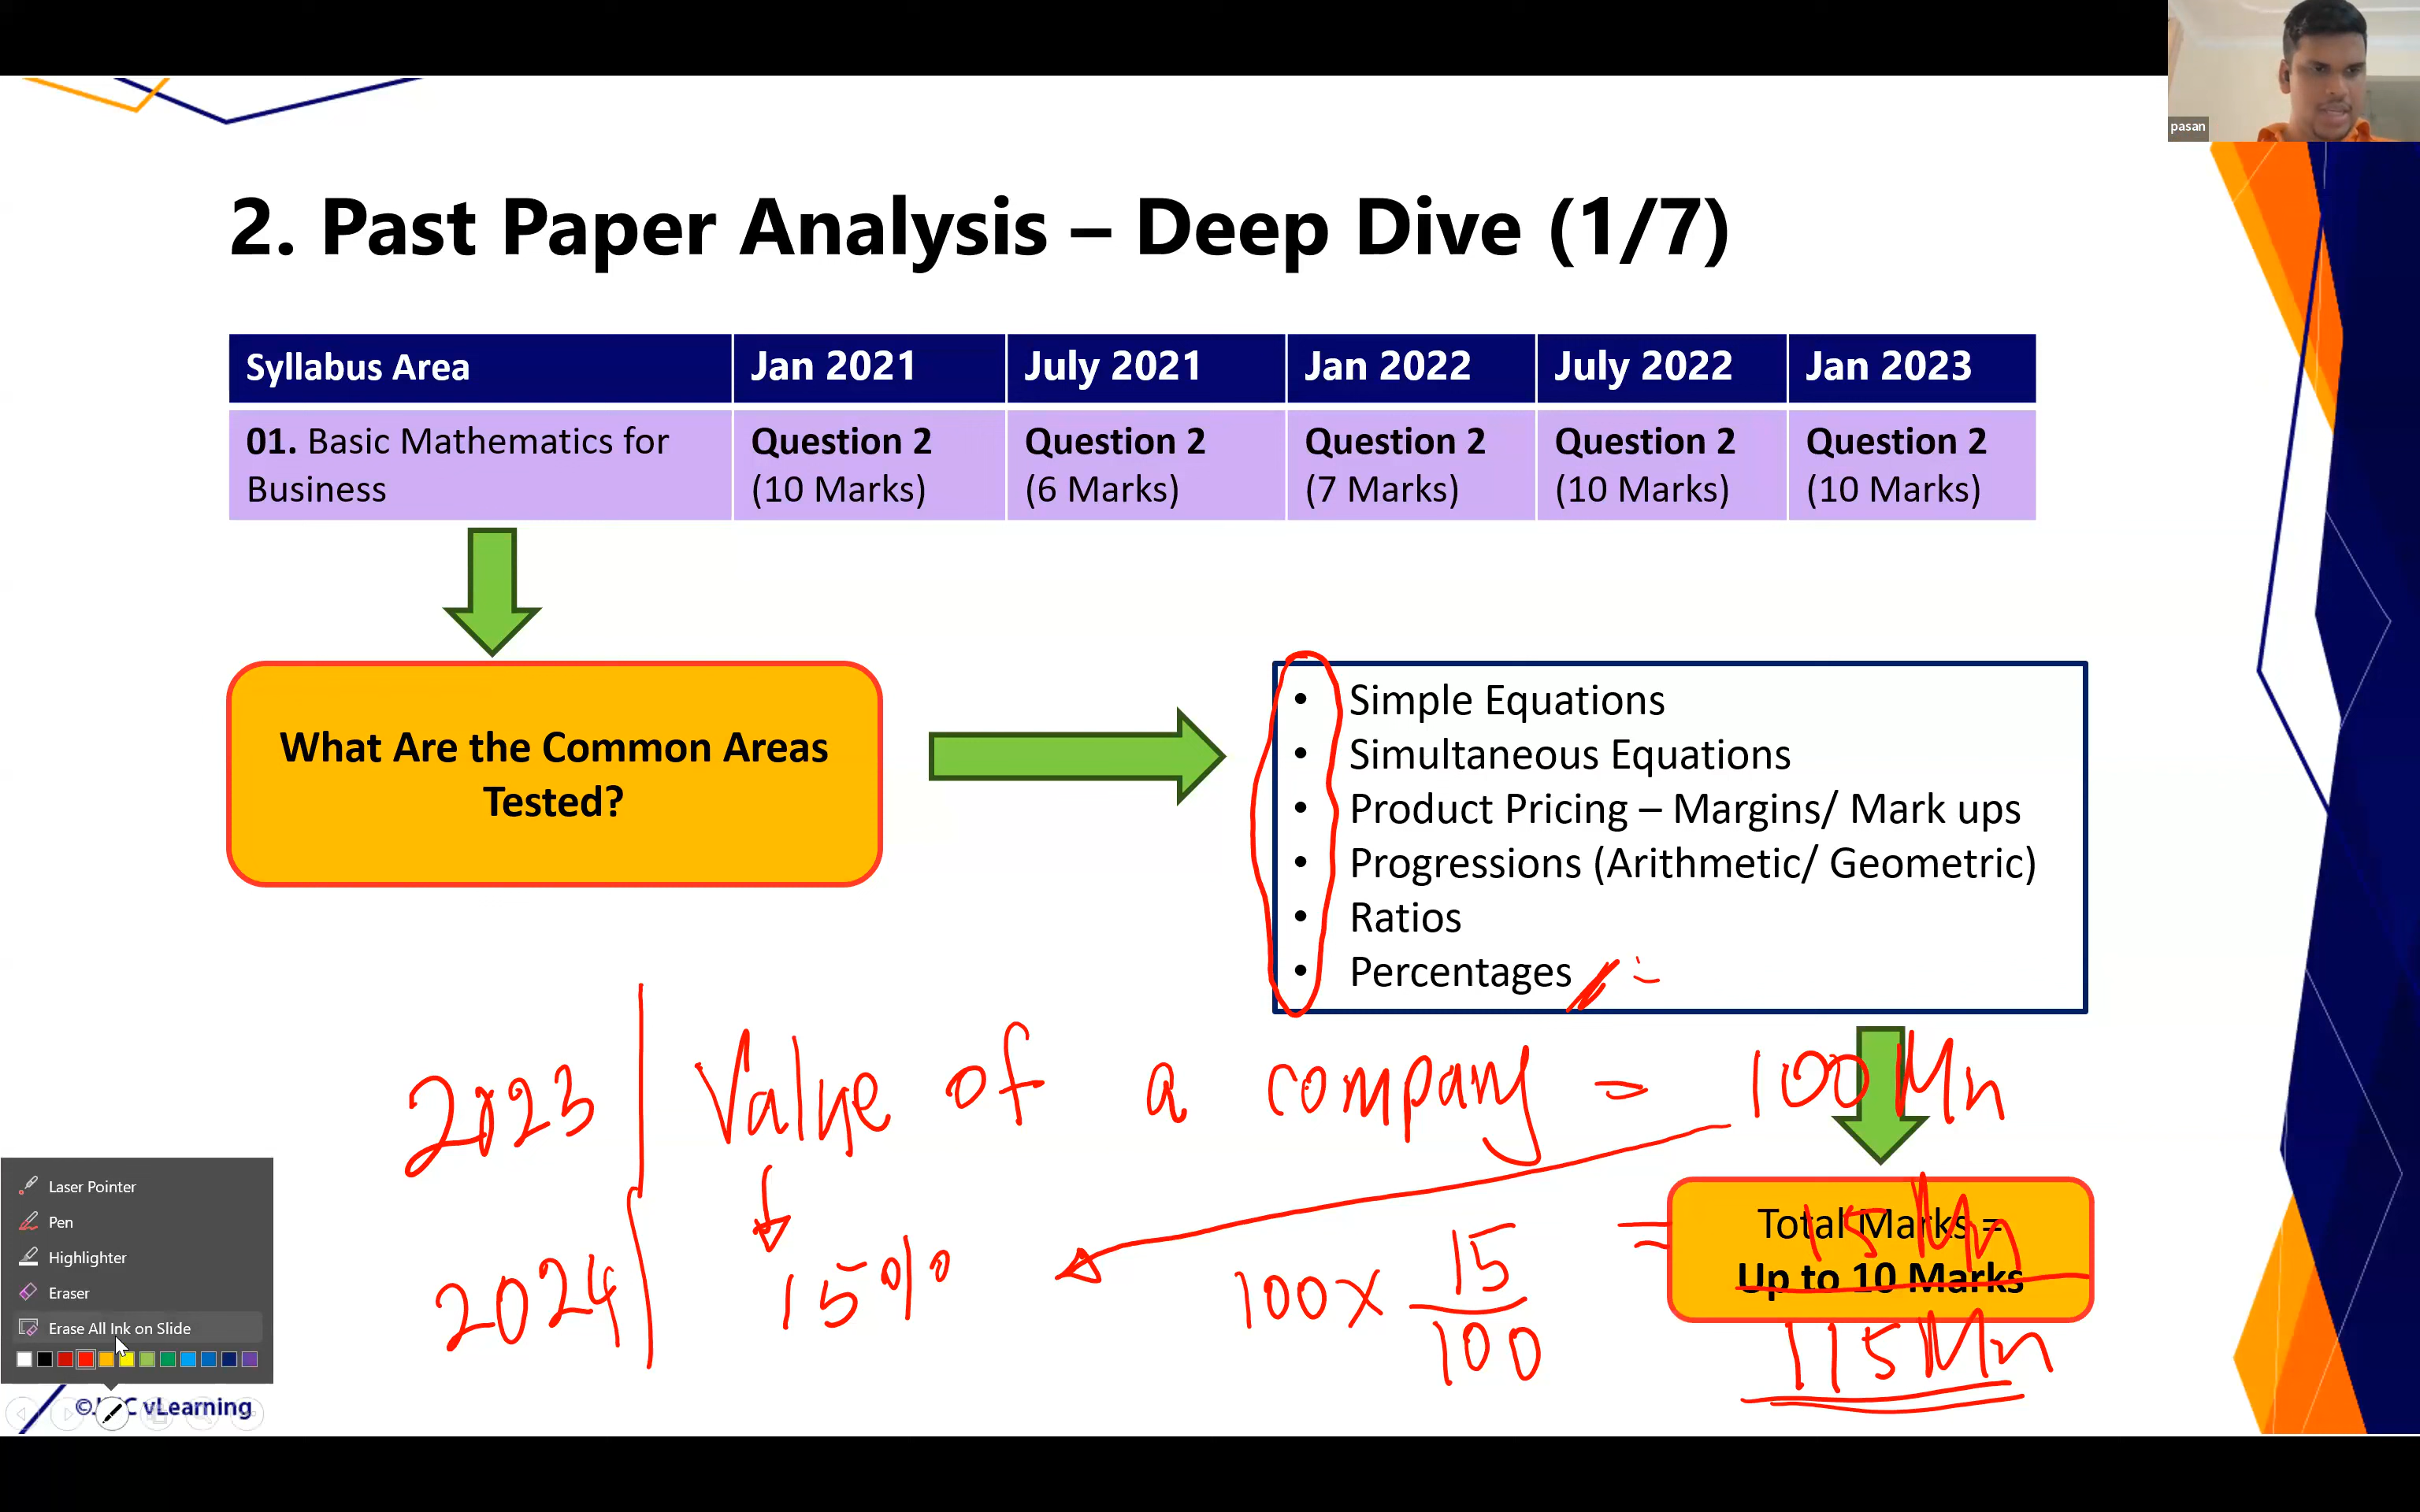 pasan
2. Past Paper Analysis – Deep Dive (1/7)
Syllabus Area Jan 2021 July 2021 Jan 2022 July 2022 Jan 2023
01. Basic Mathematics for Business Question 2 (10 Marks) Question 2 (6 Marks) Question 2 (7 Marks) Question 2 (10 Marks) Question 2 (10 Marks)
What Are the Common Areas
Tested?
• Simple Equations
• Simultaneous Equations
• Product Pricing – Margins/ Mark ups
• Progressions (Arithmetic/ Geometric)
• Ratios
• Percentages
2023 Value of a company = 100 Mn
2024 15% 100 x 15/100 = 15 Mn
115 Mn
Total Marks =
Up to 10 Marks
Laser Pointer
Pen
Highlighter
Eraser
Erase All Ink on Slide
vLearning